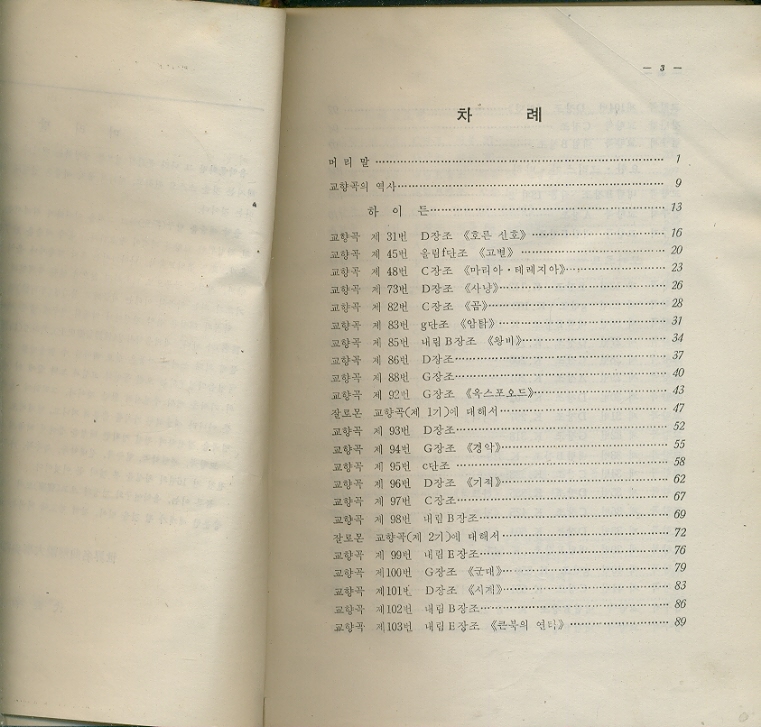 — 3 —
차 례
머 리 말 ········ 1
교향곡의 역사 ········ 9
하 이 든 ········ 13
교향곡 제 31번 D장조 《호른 신호》 ········ 16
교향곡 제 45번 올림f단조 《고별》 ········ 20
교향곡 제 48번 C장조 《마리아·테레지아》 ········ 23
교향곡 제 73번 D장조 《사냥》 ········ 26
교향곡 제 82번 C장조 《곰》 ········ 28
교향곡 제 83번 g단조 《암탉》 ········ 31
교향곡 제 85번 내림B장조 《왕비》 ········ 34
교향곡 제 86번 D장조 ········ 37
교향곡 제 88번 G장조 ········ 40
교향곡 제 92번 G장조 《옥스포오드》 ········ 43
잘로몬 교향곡(제 1기)에 대해서 ········ 47
교향곡 제 93번 D장조 ········ 52
교향곡 제 94번 G장조 《경악》 ········ 55
교향곡 제 95번 c단조 ········ 58
교향곡 제 96번 D장조 《기적》 ········ 62
교향곡 제 97번 C장조 ········ 67
교향곡 제 98번 내림B장조 ········ 69
잘로몬 교향곡(제 2기)에 대해서 ········ 72
교향곡 제 99번 내림E장조 ········ 76
교향곡 제100번 G장조 《군대》 ········ 79
교향곡 제101번 D장조 《시계》 ········ 83
교향곡 제102번 내림B장조 ········ 86
교향곡 제103번 내림E장조 《큰북의 연타》 ········ 89